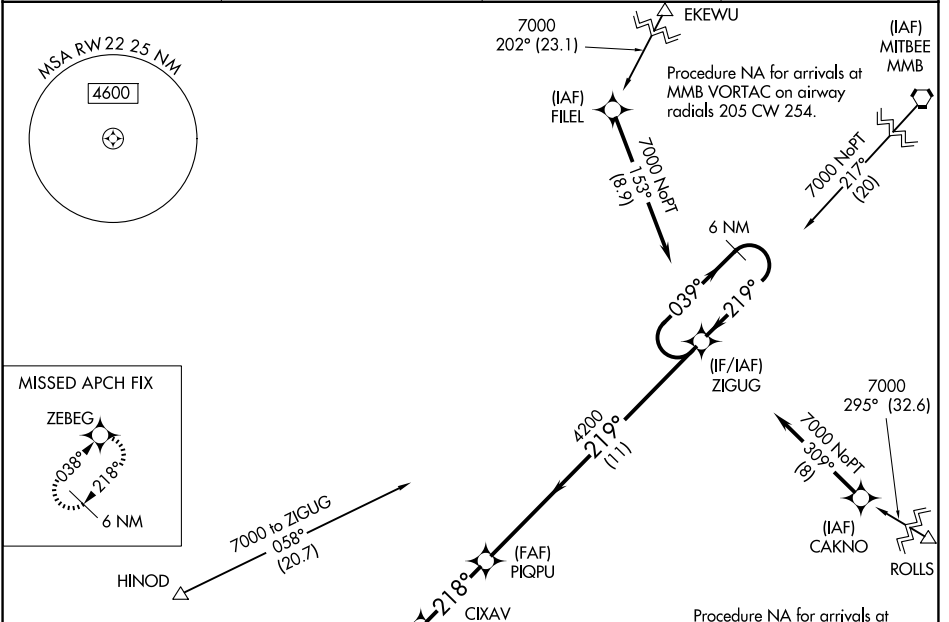 MSA RW 22 25 NM
4600
7000
202° (23.1)
EKEWU
(IAF)
FILEL
Procedure NA for arrivals at
MMB VORTAC on airway
radials 205 CW 254.
(IAF)
MITBEE
MMB
7000 NoPT
153°
(8.9)
7000 NoPT
217°
(20)
6 NM
039°
219°
(IF/IAF)
ZIGUG
MISSED APCH FIX
ZEBEG
038°
218°
6 NM
4200
219°
(11)
7000
295° (32.6)
7000 NoPT
309°
(8)
(IAF)
CAKNO
ROLLS
7000 to ZIGUG
058°
(20.7)
HINOD
(FAF)
PIQPU
218°
CIXAV
Procedure NA for arrivals at